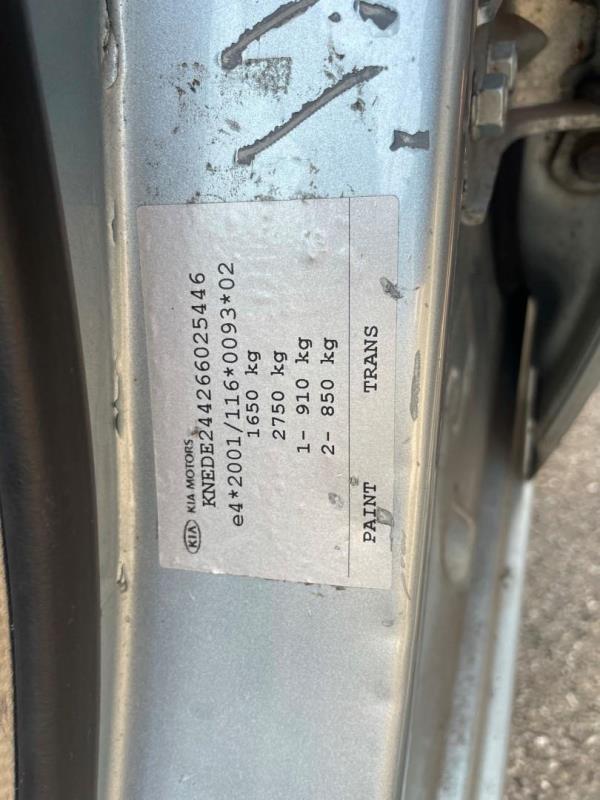 KIA KIA MOTORS
KNEDE244266025446
e4*2001/116*0093*02
1650 kg
2750 kg
1- 910 kg
2- 850 kg
PAINT TRANS